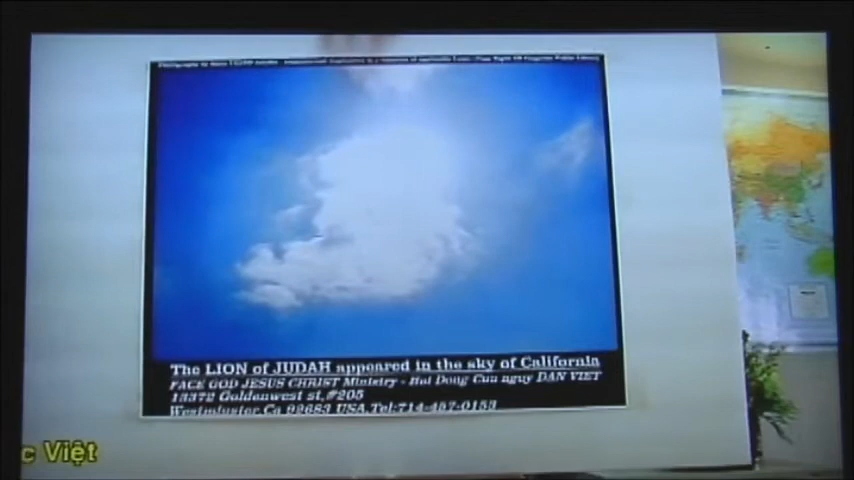 The LION of JUDAH appeared in the sky of California
FACE GOD JESUS CHRIST Ministry - Hoi Dong Cuu nguy DAN VIET
13372 Goldenwest st,#205
Westminster Ca 92683 USA.Tel:714-457-0153
c Việt